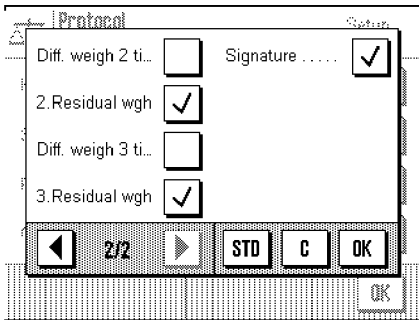 Protocol
Setup
Diff. weigh 2 ti...
Signature .....
2.Residual wgh
Diff. weigh 3 ti...
3.Residual wgh
2/2
STD
C
OK
OK